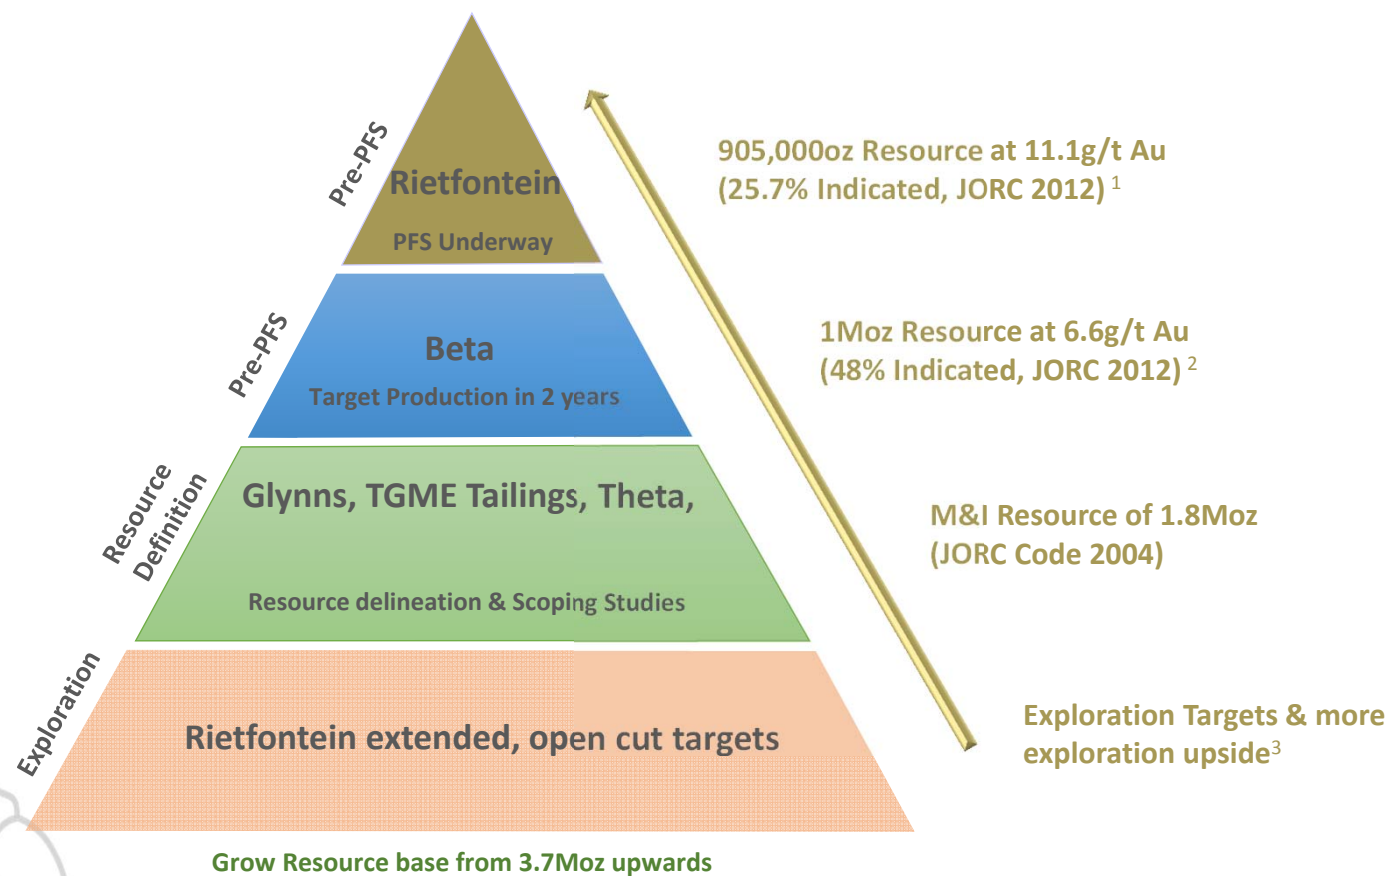 Pre-PFS
Rietfontein
PFS Underway
905,000oz Resource at 11.1g/t Au
(25.7% Indicated, JORC 2012) 1
Pre-PFS
Beta
Target Production in 2 years
1Moz Resource at 6.6g/t Au
(48% Indicated, JORC 2012) 2
Resource
Definition
Glynns, TGME Tailings, Theta,
Resource delineation & Scoping Studies
M&I Resource of 1.8Moz
(JORC Code 2004)
Exploration
Rietfontein extended, open cut targets
Exploration Targets & more
exploration upside3
Grow Resource base from 3.7Moz upwards